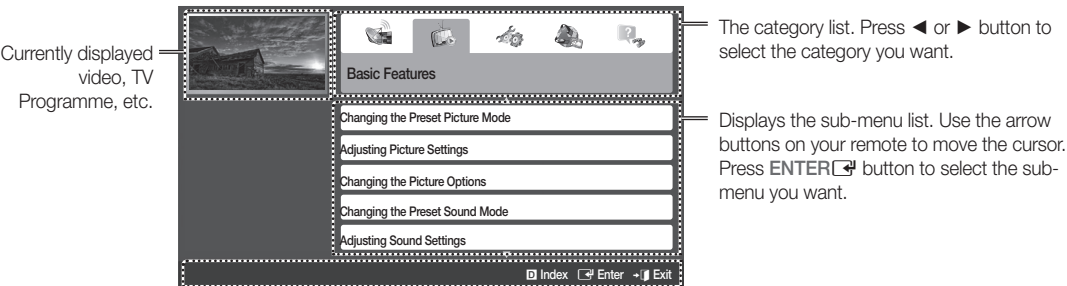 Currently displayed
video, TV
Programme, etc.
Basic Features
Changing the Preset Picture Mode
Adjusting Picture Settings
Changing the Picture Options
Changing the Preset Sound Mode
Adjusting Sound Settings
D Index Enter Exit
The category list. Press ◄ or ► button to
select the category you want.
Displays the sub-menu list. Use the arrow
buttons on your remote to move the cursor.
Press ENTER button to select the sub-
menu you want.